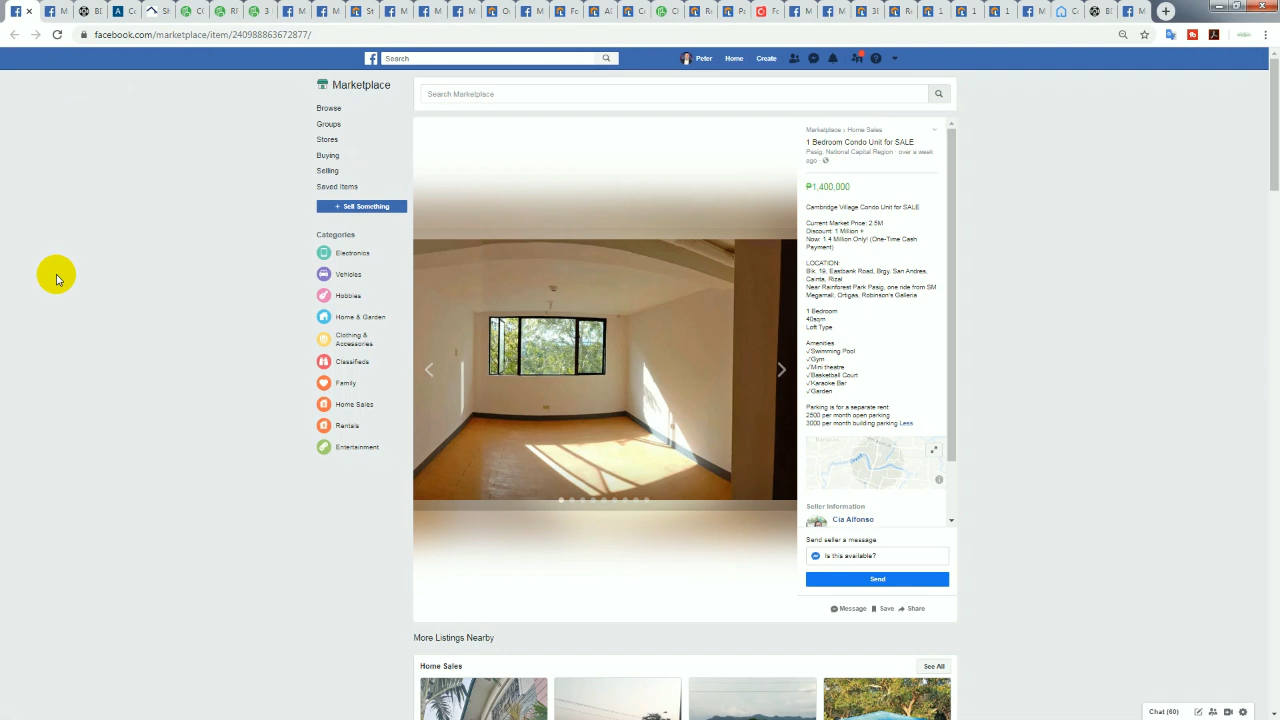 facebook.com/marketplace/item/240988863672877/
Search
Peter
Home
Create
Marketplace
Browse
Groups
Stores
Buying
Selling
Saved Items
+ Sell Something
Categories
Electronics
Vehicles
Hobbies
Home & Garden
Clothing &
Accessories
Classifieds
Family
Home Sales
Rentals
Entertainment
Search Marketplace
Marketplace › Home Sales
1 Bedroom Condo Unit for SALE
Pasig, National Capital Region · over a week
ago ·
₱1,400,000
Cambridge Village Condo Unit for SALE
Current Market Price: 2.5M
Discount: 1 Million +
Now: 1.4 Million Only! (One-Time Cash
Payment)
LOCATION:
Blk. 19, Eastbank Road, Brgy. San Andres,
Cainta, Rizal
Near Rainforest Park Pasig, one ride from SM
Megamall, Ortigas, Robinson's Galleria
1 Bedroom
40sqm
Loft Type
Amenities
✓Swimming Pool
✓Gym
✓Mini theatre
✓Basketball Court
✓Karaoke Bar
✓Garden
Parking is for a separate rent:
2500 per month open parking
3000 per month building parking Less
Seller Information
Cia Alfonso
Send seller a message
Is this available?
Send
Message
Save
Share
More Listings Nearby
Home Sales
See All
Chat (60)